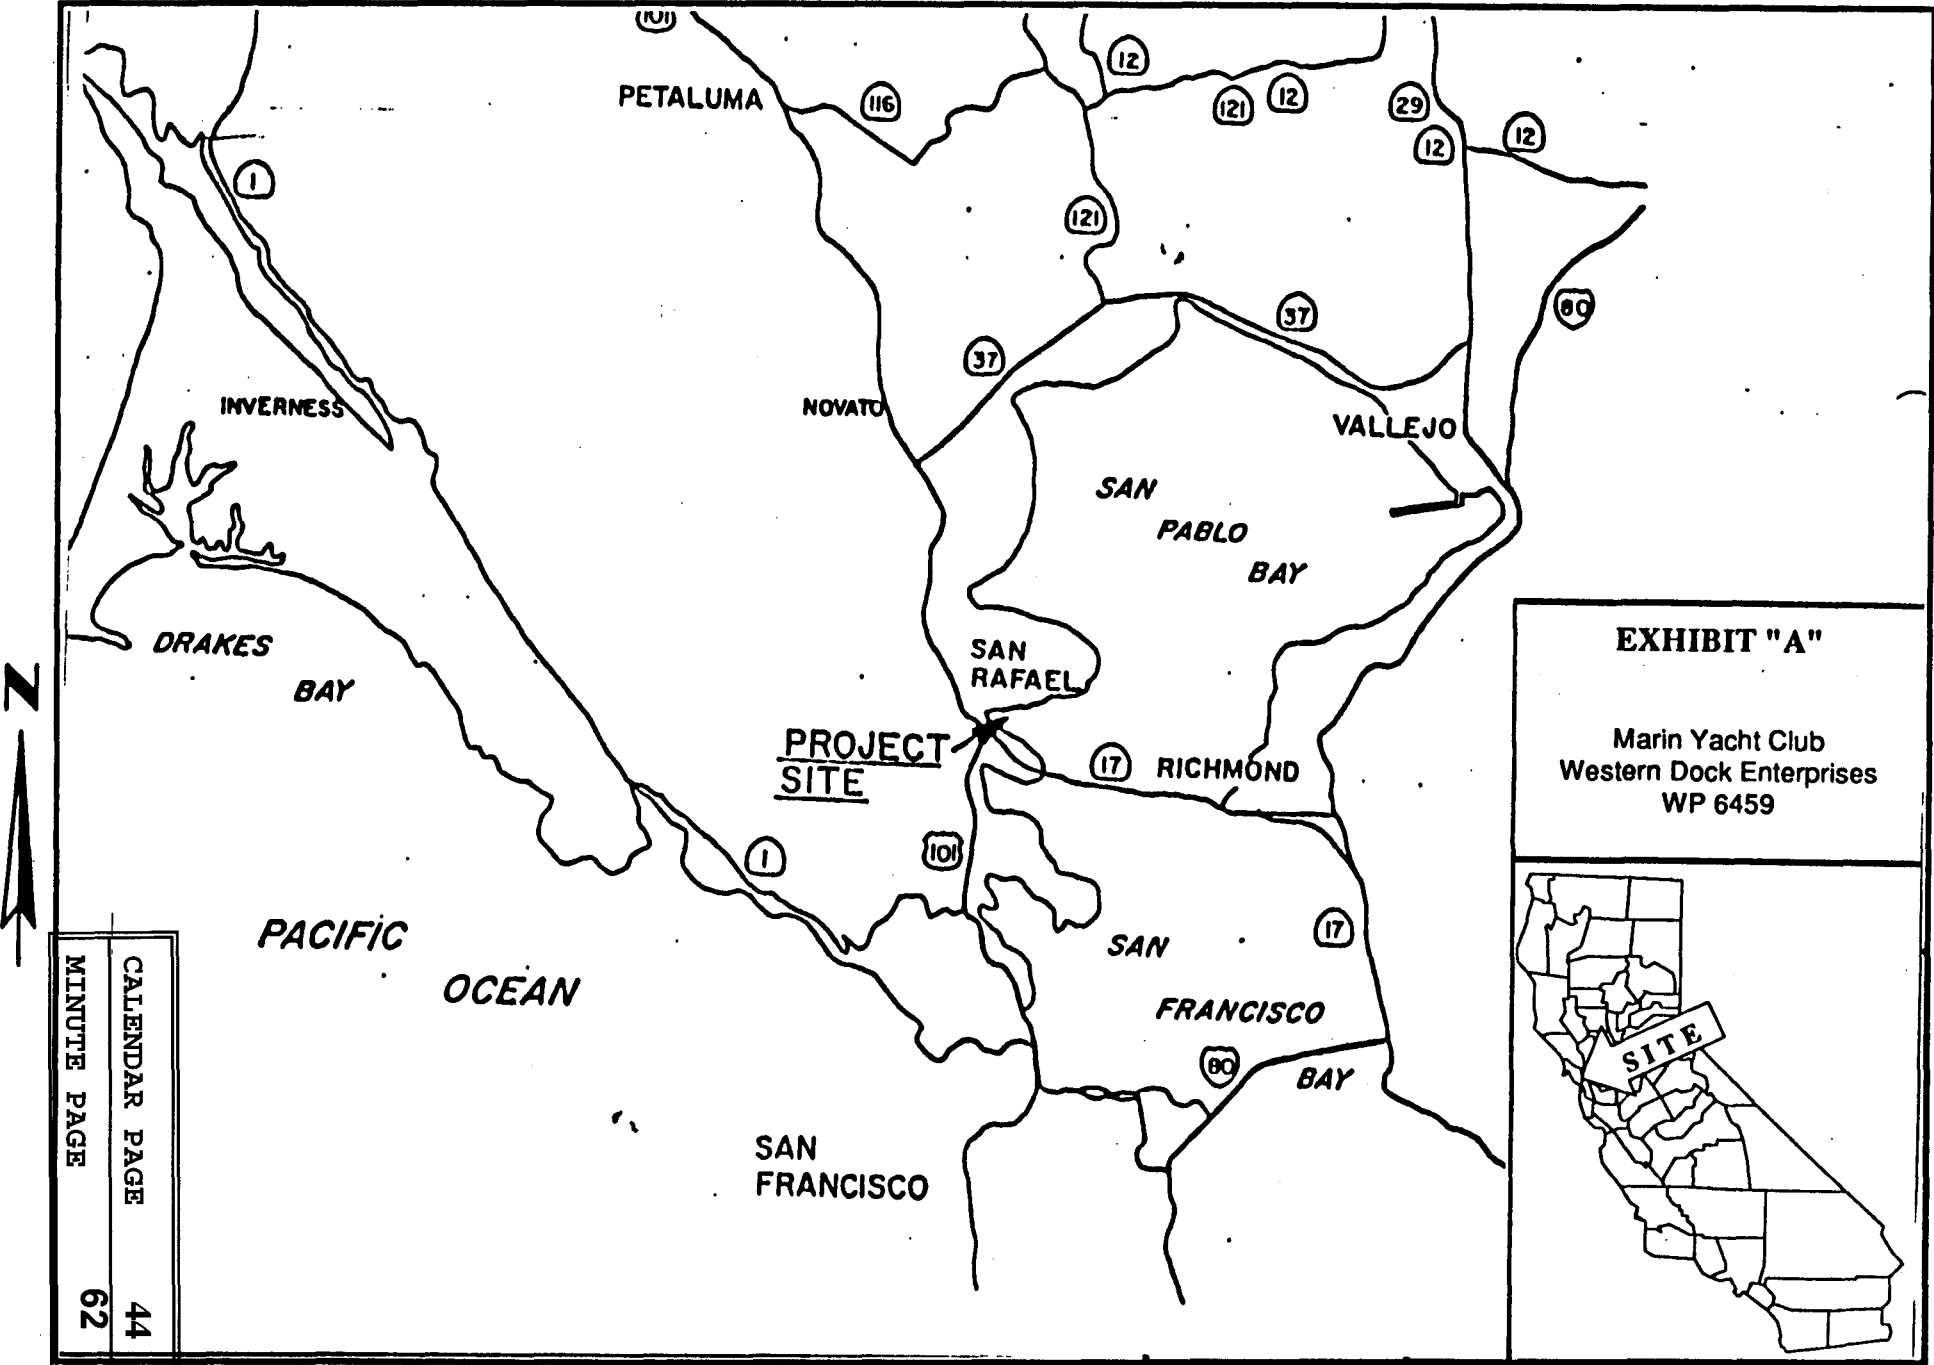 101
12
PETALUMA
116
121
12
29
12
12
1
121
37
80
37
INVERNESS
NOVATO
VALLEJO
SAN
PABLO
BAY
EXHIBIT "A"
DRAKES
BAY
SAN
RAFAEL
N
PROJECT
SITE
17
RICHMOND
Marin Yacht Club
Western Dock Enterprises
WP 6459
1
101
17
PACIFIC
OCEAN
SAN
FRANCISCO
BAY
80
SITE
SAN
FRANCISCO
CALENDAR PAGE 44
MINUTE PAGE 62